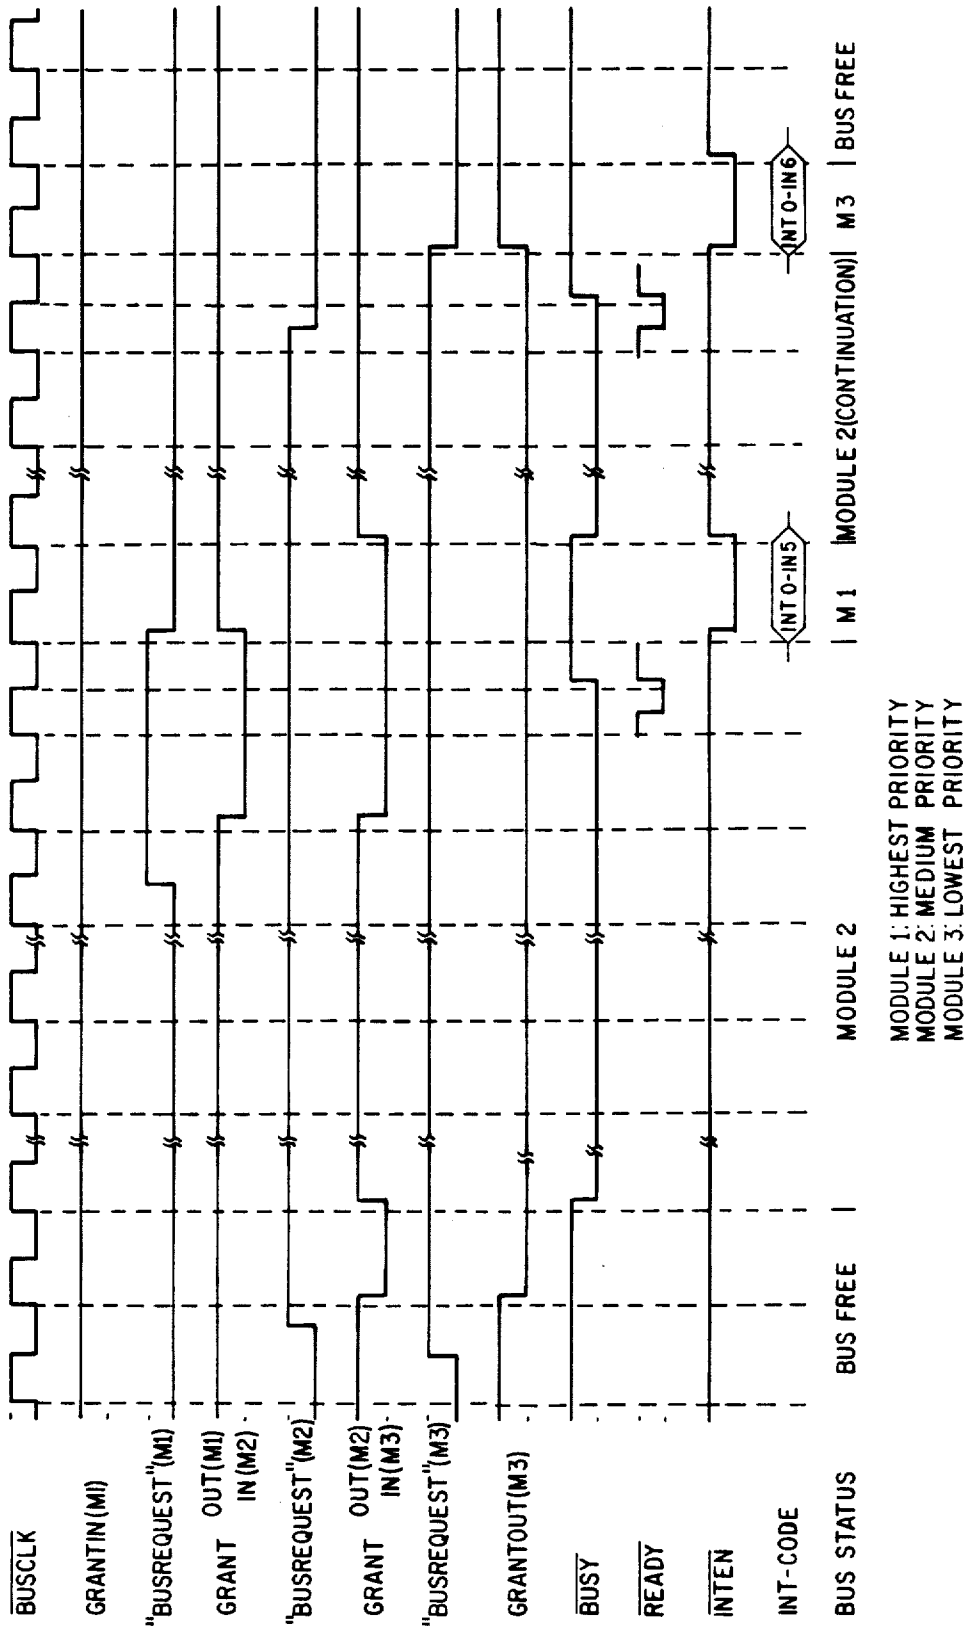 BUSCLK
GRANTIN(M1)
"BUSREQUEST"(M1)
GRANT OUT(M1)
IN(M2)
"BUSREQUEST"(M2)
GRANT OUT(M2)
IN(M3)
"BUSREQUEST"(M3)
GRANTOUT(M3)
BUSY
READY
INTEN
INT-CODE
INT 0-IN5
INT 0-IN6
BUS STATUS
BUS FREE | MODULE 2 | M 1 | MODULE 2(CONTINUATION) | M 3 | BUS FREE
MODULE 1: HIGHEST PRIORITY
MODULE 2: MEDIUM PRIORITY
MODULE 3: LOWEST PRIORITY